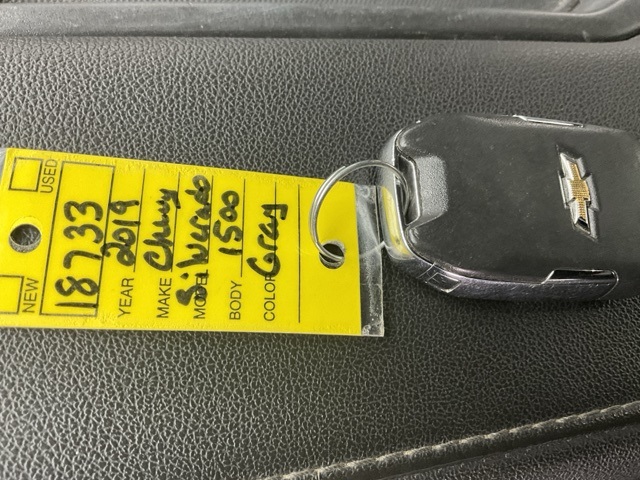 NEW USED
18733
YEAR 2019
MAKE Chevy
MODEL Silverado
BODY 1500
COLOR Gray